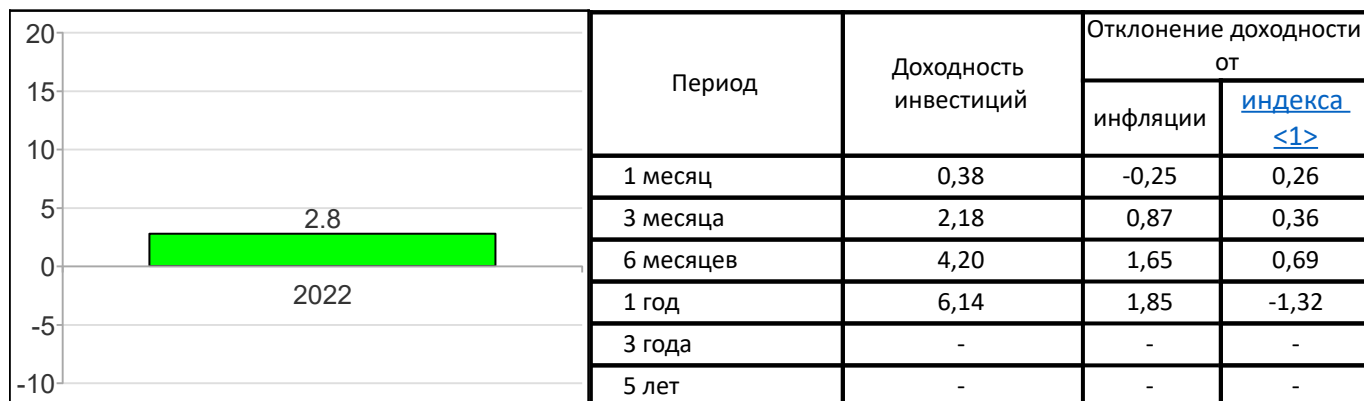 20
15
10
5
0
-5
-10
2.8
2022
Период
Доходность
инвестиций
Отклонение доходности
от
инфляции
индекса
<1>
1 месяц 0,38 -0,25 0,26
3 месяца 2,18 0,87 0,36
6 месяцев 4,20 1,65 0,69
1 год 6,14 1,85 -1,32
3 года - - -
5 лет - - -